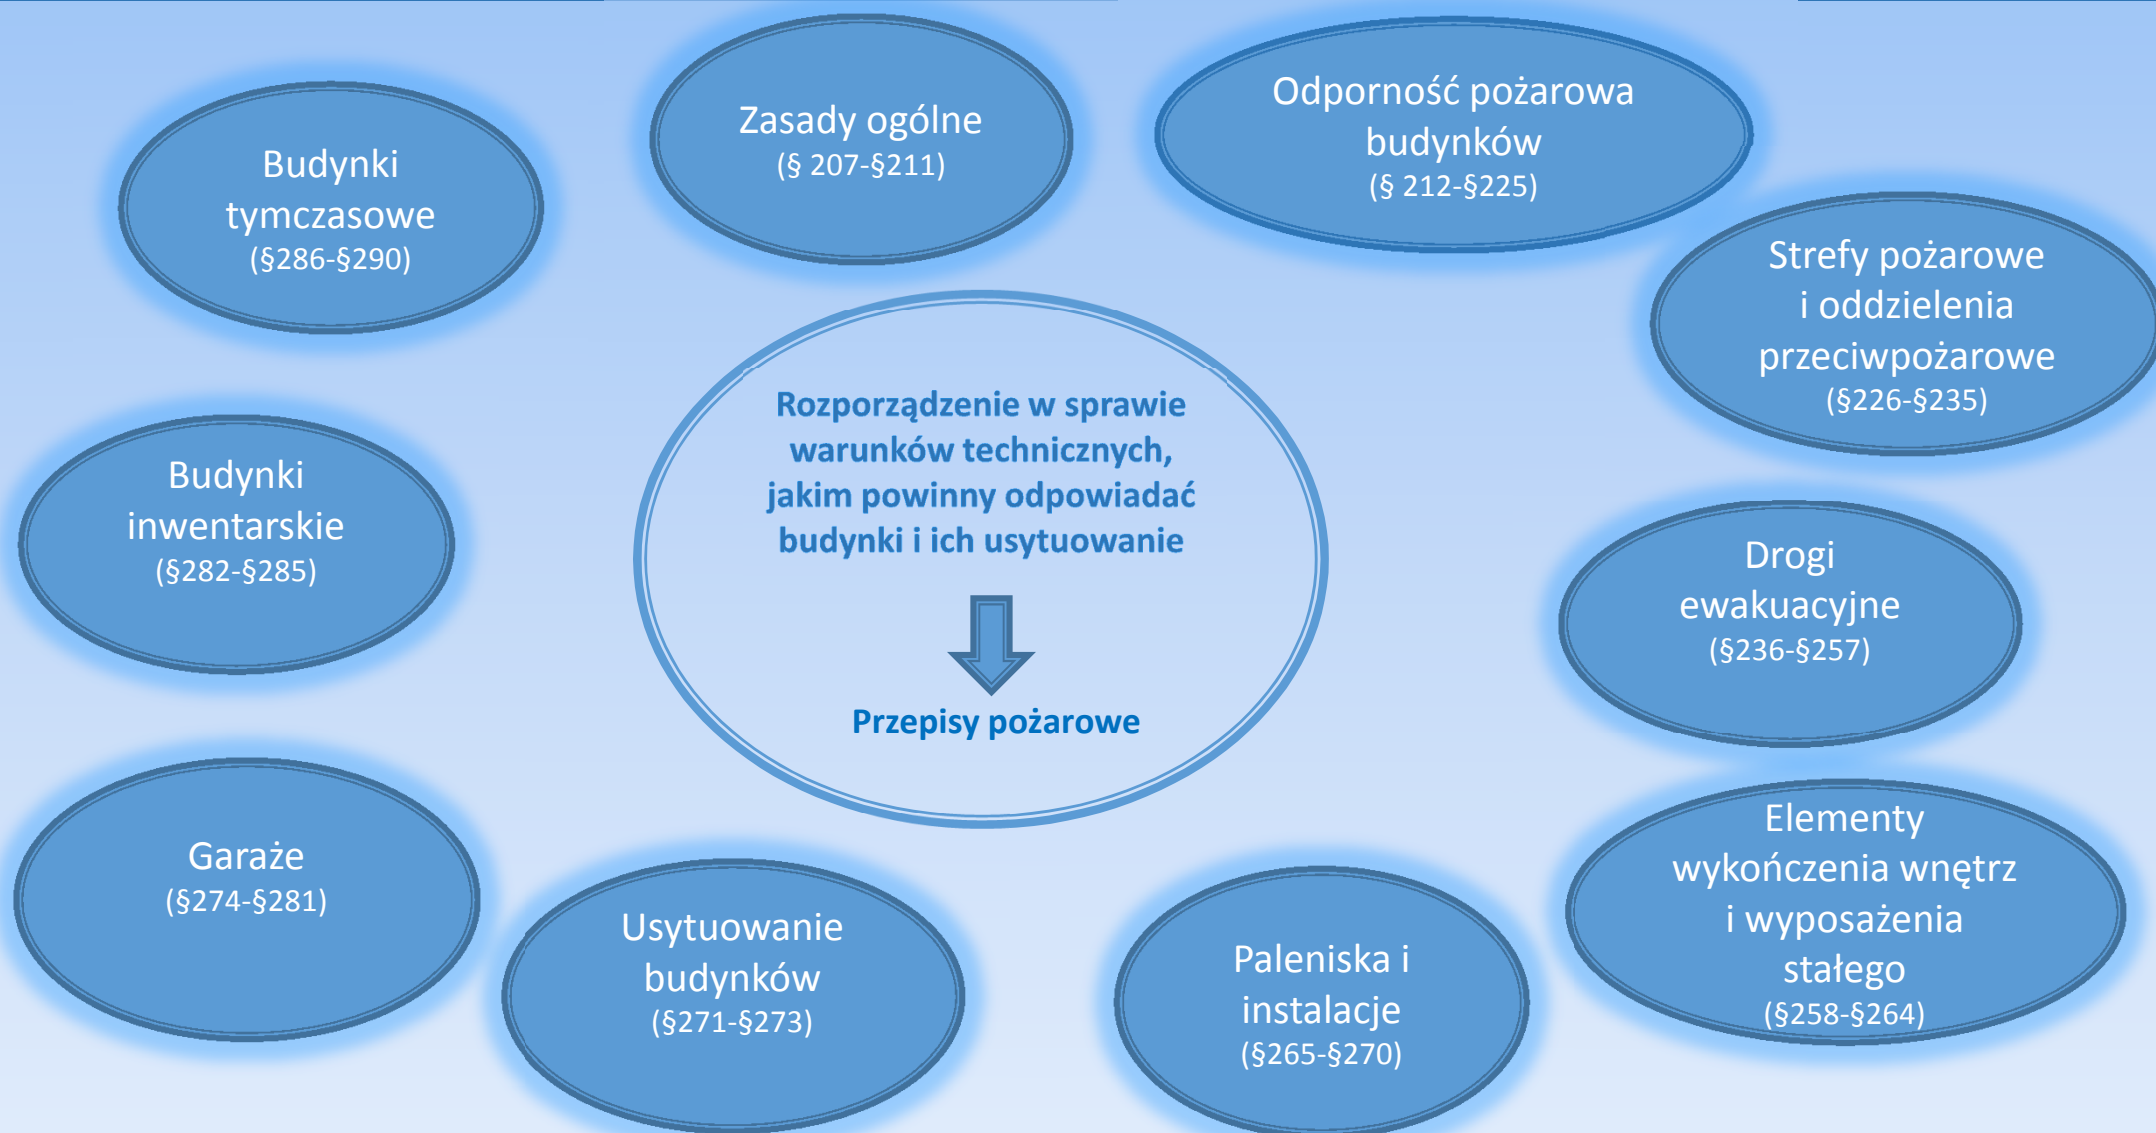 Zasady ogólne
(§ 207-§211)
Odporność pożarowa
budynków
(§ 212-§225)
Strefy pożarowe
i oddzielenia
przeciwpożarowe
(§226-§235)
Drogi
ewakuacyjne
(§236-§257)
Elementy
wykończenia wnętrz
i wyposażenia
stałego
(§258-§264)
Paleniska i
instalacje
(§265-§270)
Usytuowanie
budynków
(§271-§273)
Garaże
(§274-§281)
Budynki
inwentarskie
(§282-§285)
Budynki
tymczasowe
(§286-§290)
Rozporządzenie w sprawie
warunków technicznych,
jakim powinny odpowiadać
budynki i ich usytuowanie
Przepisy pożarowe